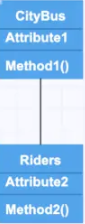 CityBus
Attribute1
Method1()
Riders
Attribute2
Method2()